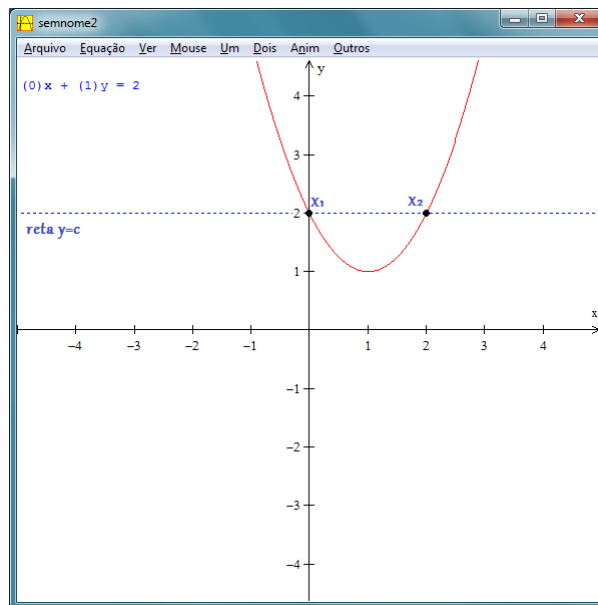 semnome2
Arquivo Equação Ver Mouse Um Dois Anim Outros
(0)x + (1)y = 2
y
4
3
X1 X2
2
reta y=c
1
x
-4 -3 -2 -1 1 2 3 4
-1
-2
-3
-4